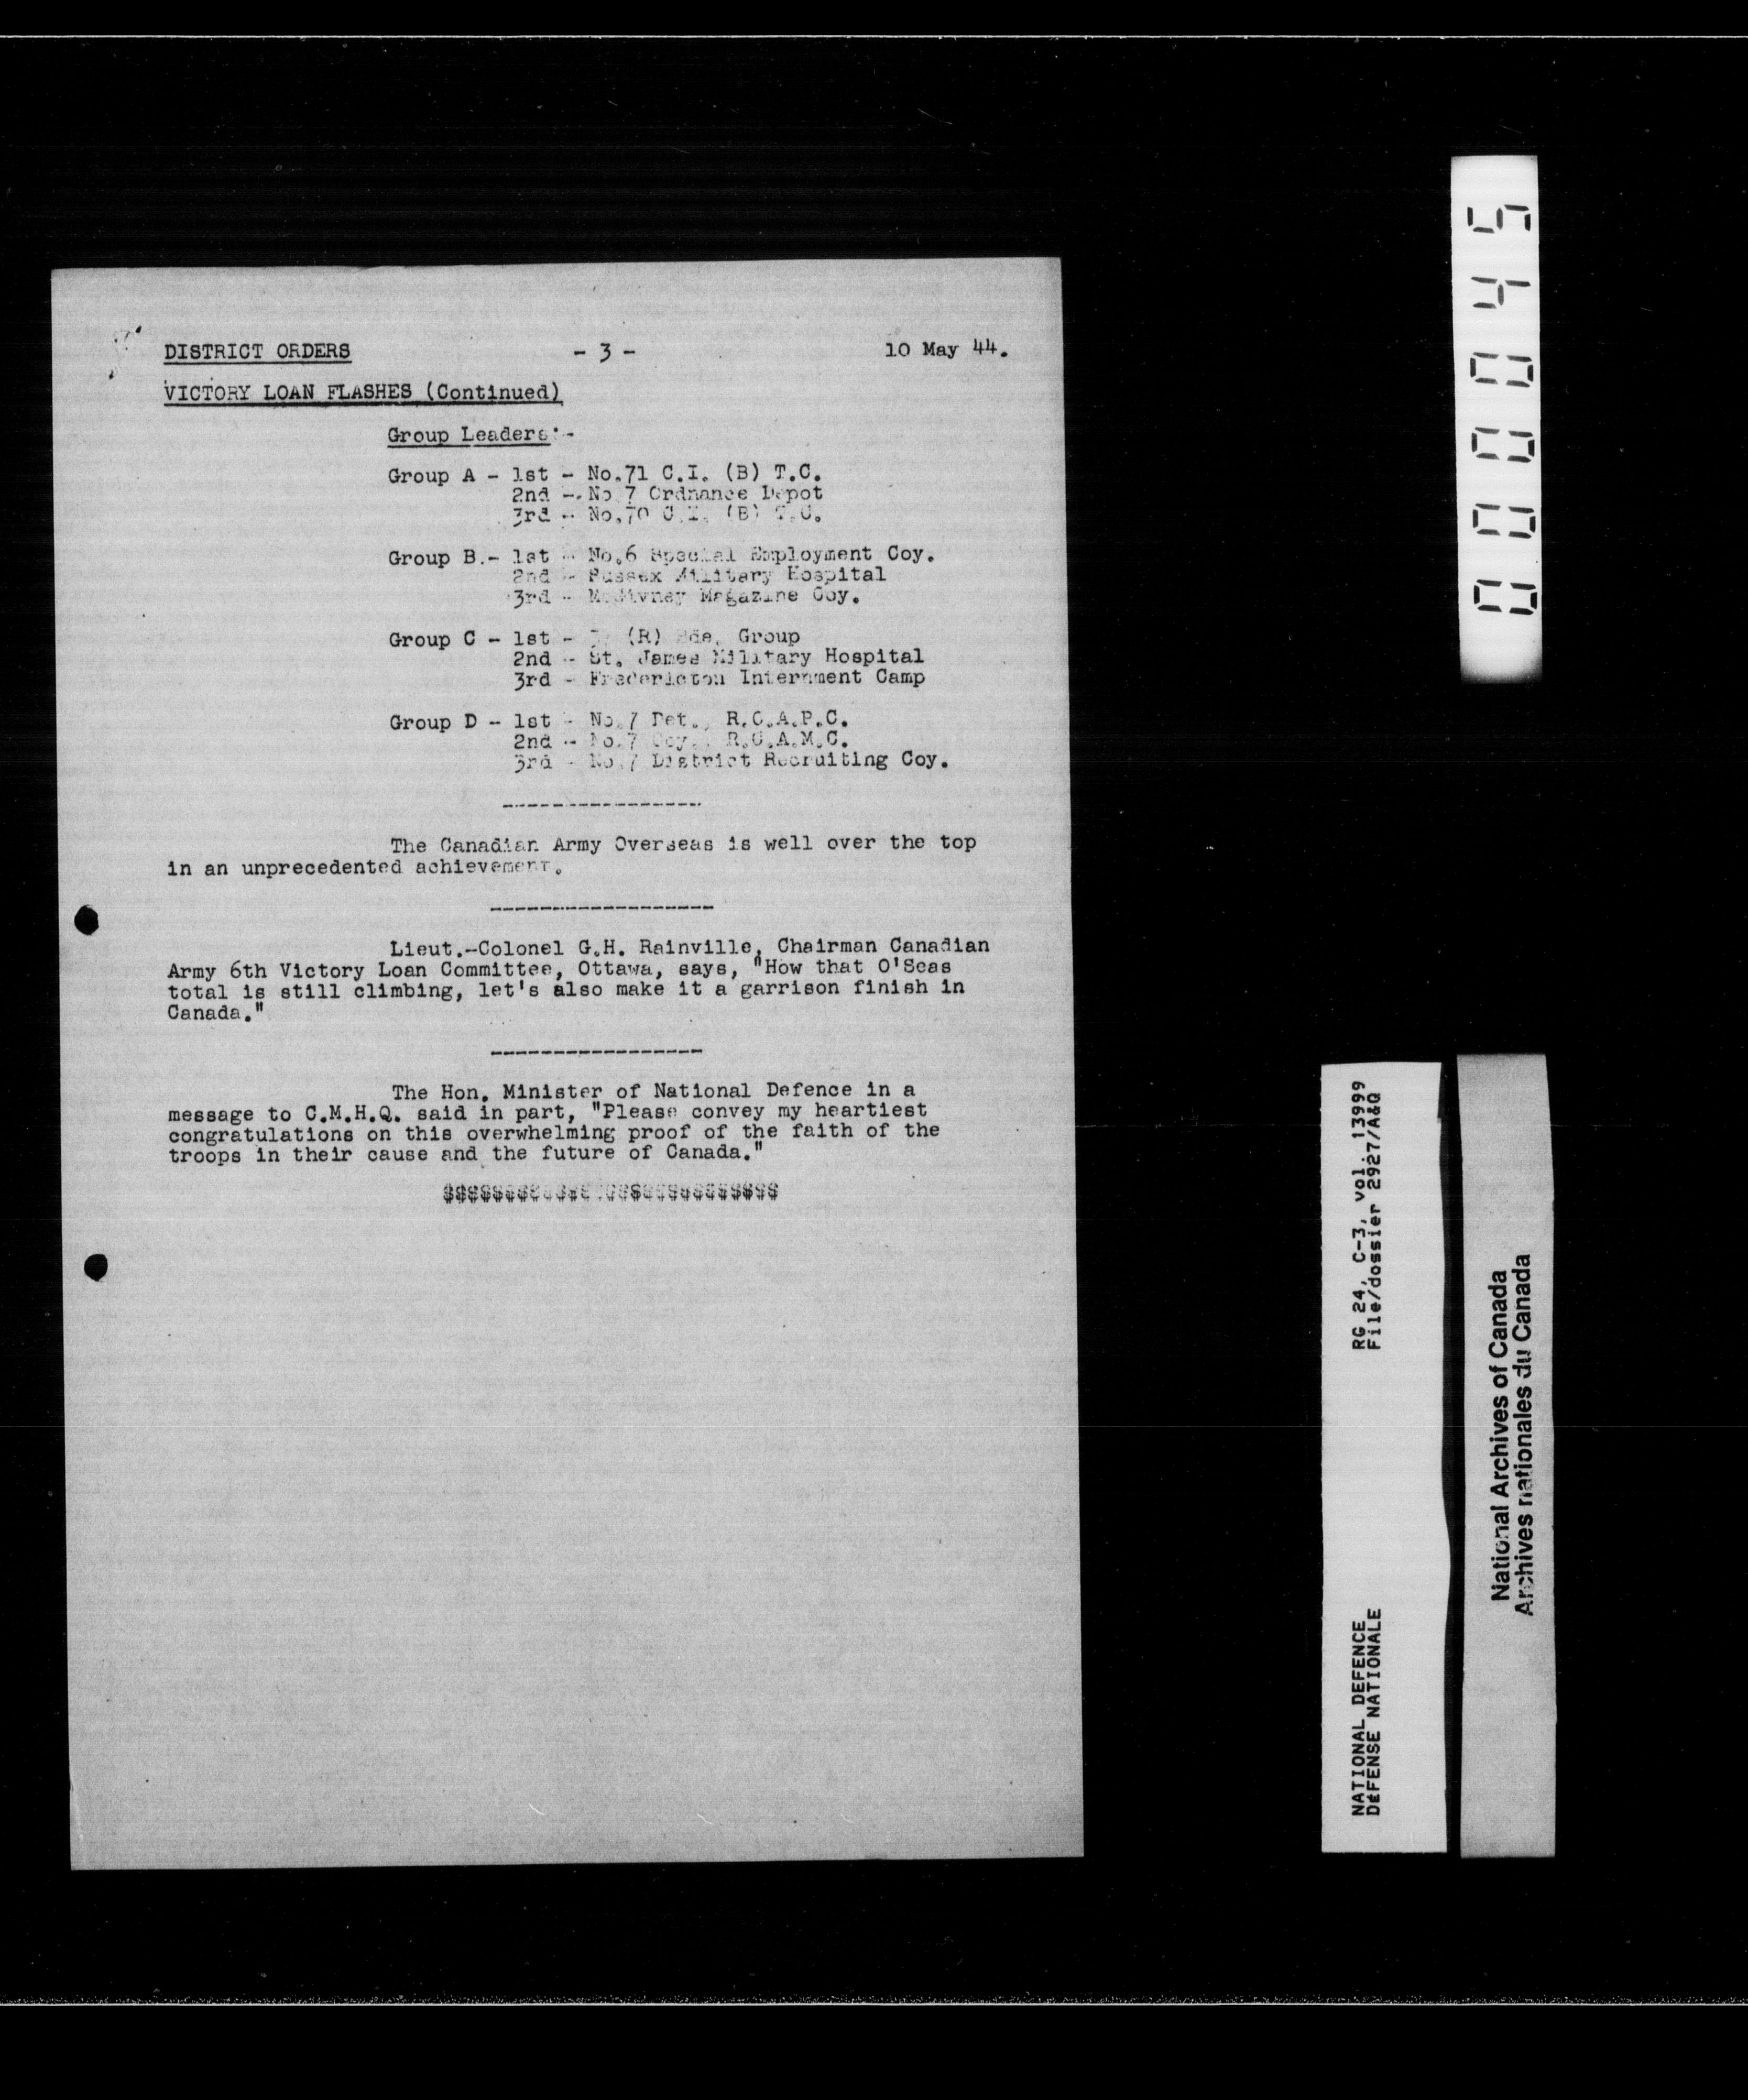 DISTRICT ORDERS - 3 - 10 May 44.
VICTORY LOAN FLASHES (Continued)
Group Leaders:-
Group A - 1st - No.71 C.I. (B) T.C.
2nd - No 7 Ordnance Depot
3rd - No.70 C.I. (B) T.C.
Group B.- 1st - No.6 Special Employment Coy.
2nd - Sussex Military Hospital
3rd - McGivney Magazine Coy.
Group C - 1st - (R) Bde. Group
2nd - St. James Military Hospital
3rd - Fredericton Internment Camp
Group D - 1st - No.7 Det., R.C.A.P.C.
2nd - No.7 Coy., R.C.A.M.C.
3rd - No.7 District Recruiting Coy.
The Canadian Army Overseas is well over the top
in an unprecedented achievement.
Lieut.-Colonel G.H. Rainville, Chairman Canadian
Army 6th Victory Loan Committee, Ottawa, says, "How that O'Seas
total is still climbing, let's also make it a garrison finish in
Canada."
The Hon. Minister of National Defence in a
message to C.M.H.Q. said in part, "Please convey my heartiest
congratulations on this overwhelming proof of the faith of the
troops in their cause and the future of Canada."
$$$$$$$$$$$$$$$$$$$$$$$$$$$
000045
RG 24, C-3, vol. 13999
File/dossier 2927/A&Q
NATIONAL DEFENCE
DéFENSE NATIONALE
National Archives of Canada
Archives nationales du Canada